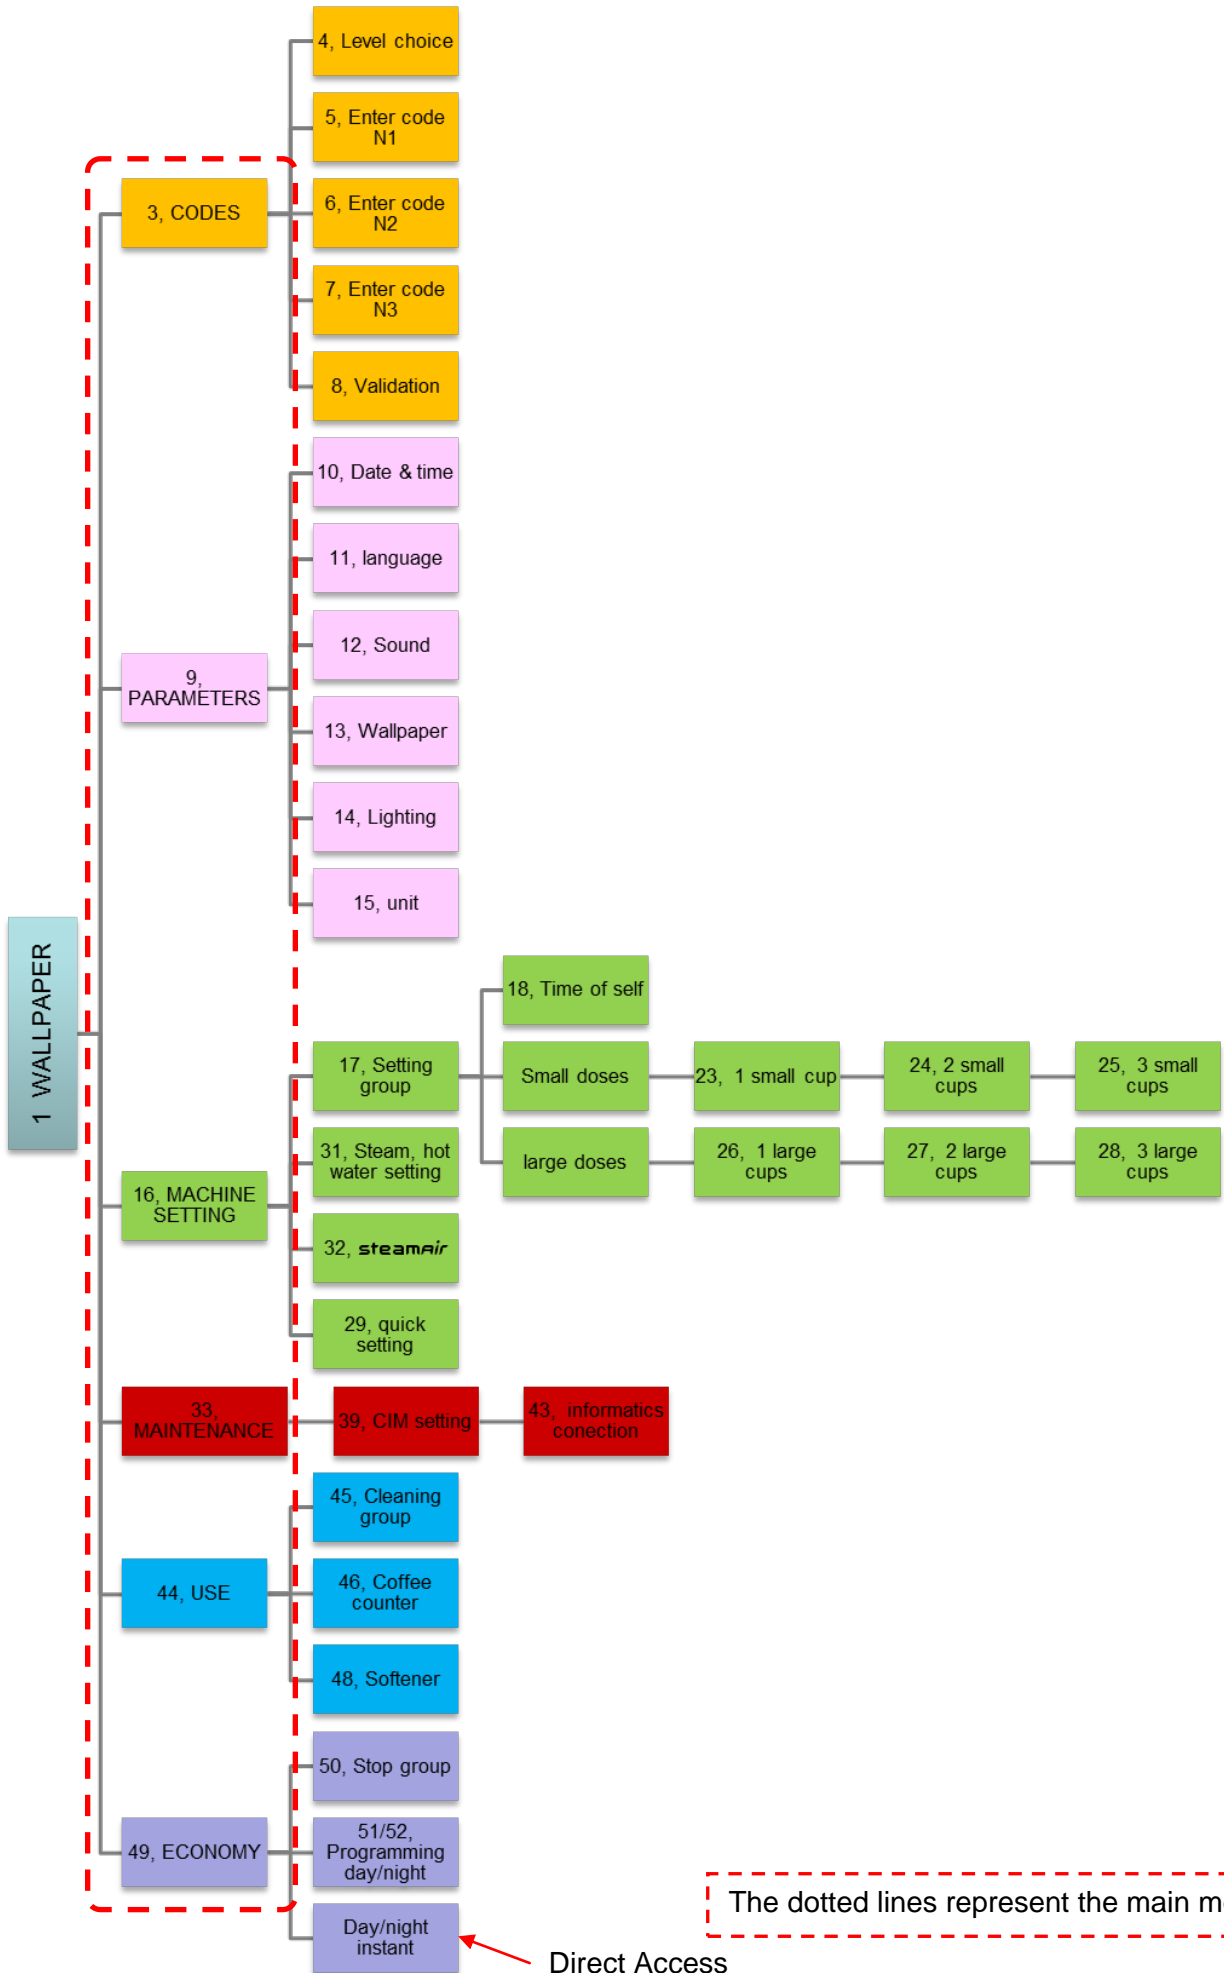 4, Level choice
5, Enter code
N1
3, CODES
6, Enter code
N2
7, Enter code
N3
8, Validation
10, Date & time
11, language
12, Sound
9,
PARAMETERS
13, Wallpaper
14, Lighting
15, unit
1 WALLPAPER
18, Time of self
17, Setting
group
Small doses
23, 1 small cup
24, 2 small
cups
25, 3 small
cups
31, Steam, hot
water setting
large doses
26, 1 large
cups
27, 2 large
cups
28, 3 large
cups
16, MACHINE
SETTING
32, steamair
29, quick
setting
33,
MAINTENANCE
39, CIM setting
43, informatics
conection
45, Cleaning
group
44, USE
46, Coffee
counter
48, Softener
50, Stop group
49, ECONOMY
51/52,
Programming
day/night
The dotted lines represent the main m
Day/night
instant
Direct Access